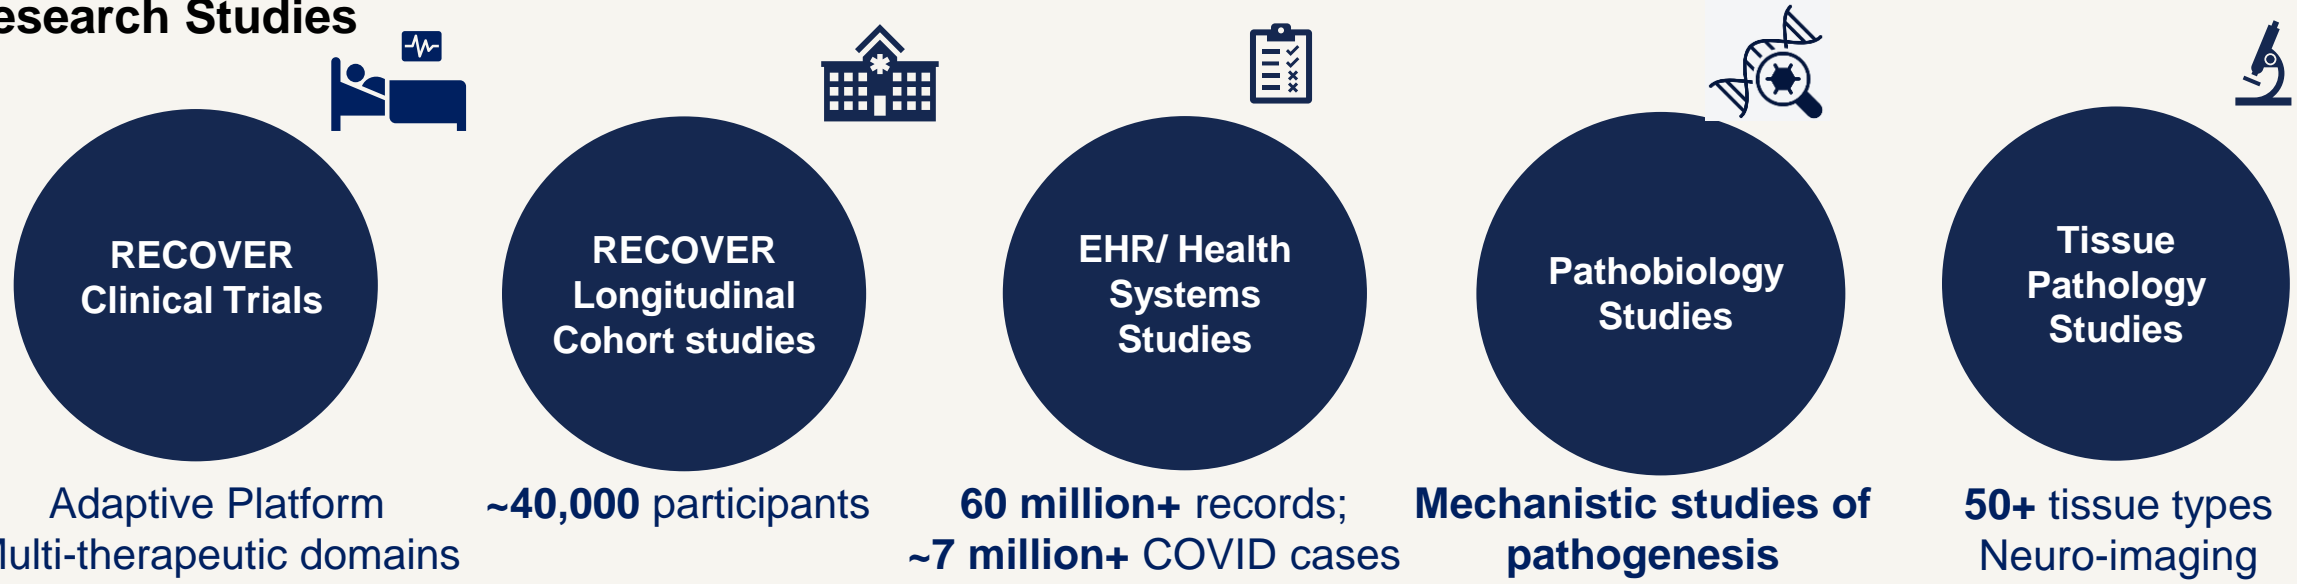 esearch Studies
RECOVER
Clinical Trials
Adaptive Platform
Multi-therapeutic domains
RECOVER
Longitudinal
Cohort studies
~40,000 participants
EHR/ Health
Systems
Studies
60 million+ records;
~7 million+ COVID cases
Pathobiology
Studies
Mechanistic studies of
pathogenesis
Tissue
Pathology
Studies
50+ tissue types
Neuro-imaging